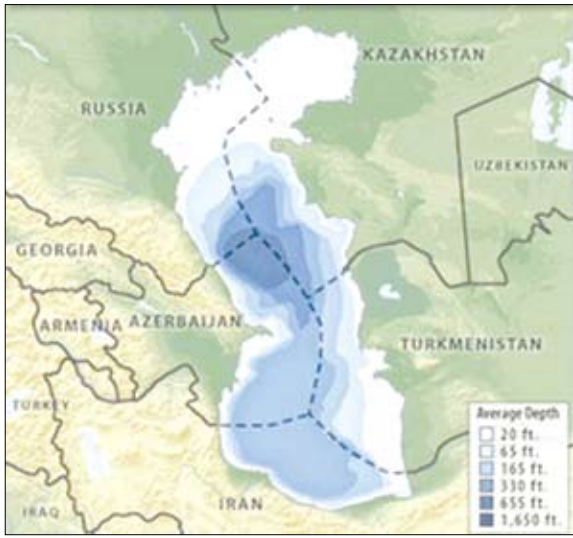 KAZAKHSTAN
RUSSIA
UZBEKISTAN
GEORGIA
ARMENIA
AZERBAIJAN
TURKMENISTAN
TURKEY
Average Depth
20 ft.
65 ft.
165 ft.
330 ft.
655 ft.
1,650 ft.
IRAN
IRAQ